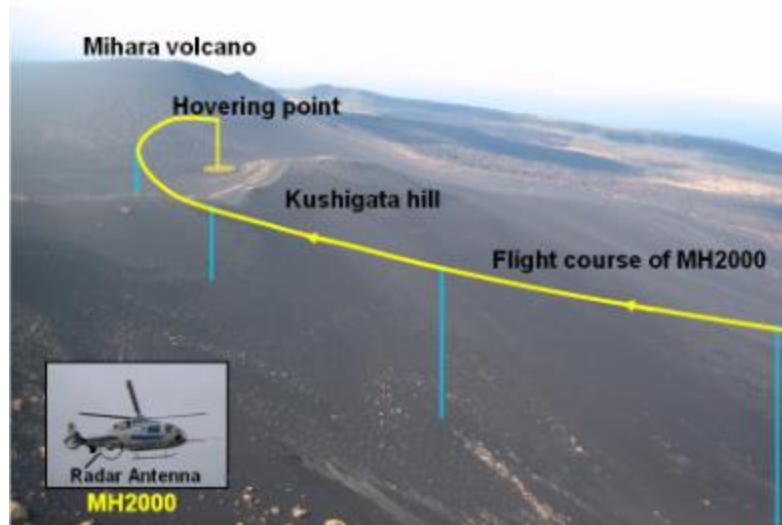 Mihara volcano
Hovering point
Kushigata hill
Flight course of MH2000
Radar Antenna
MH2000